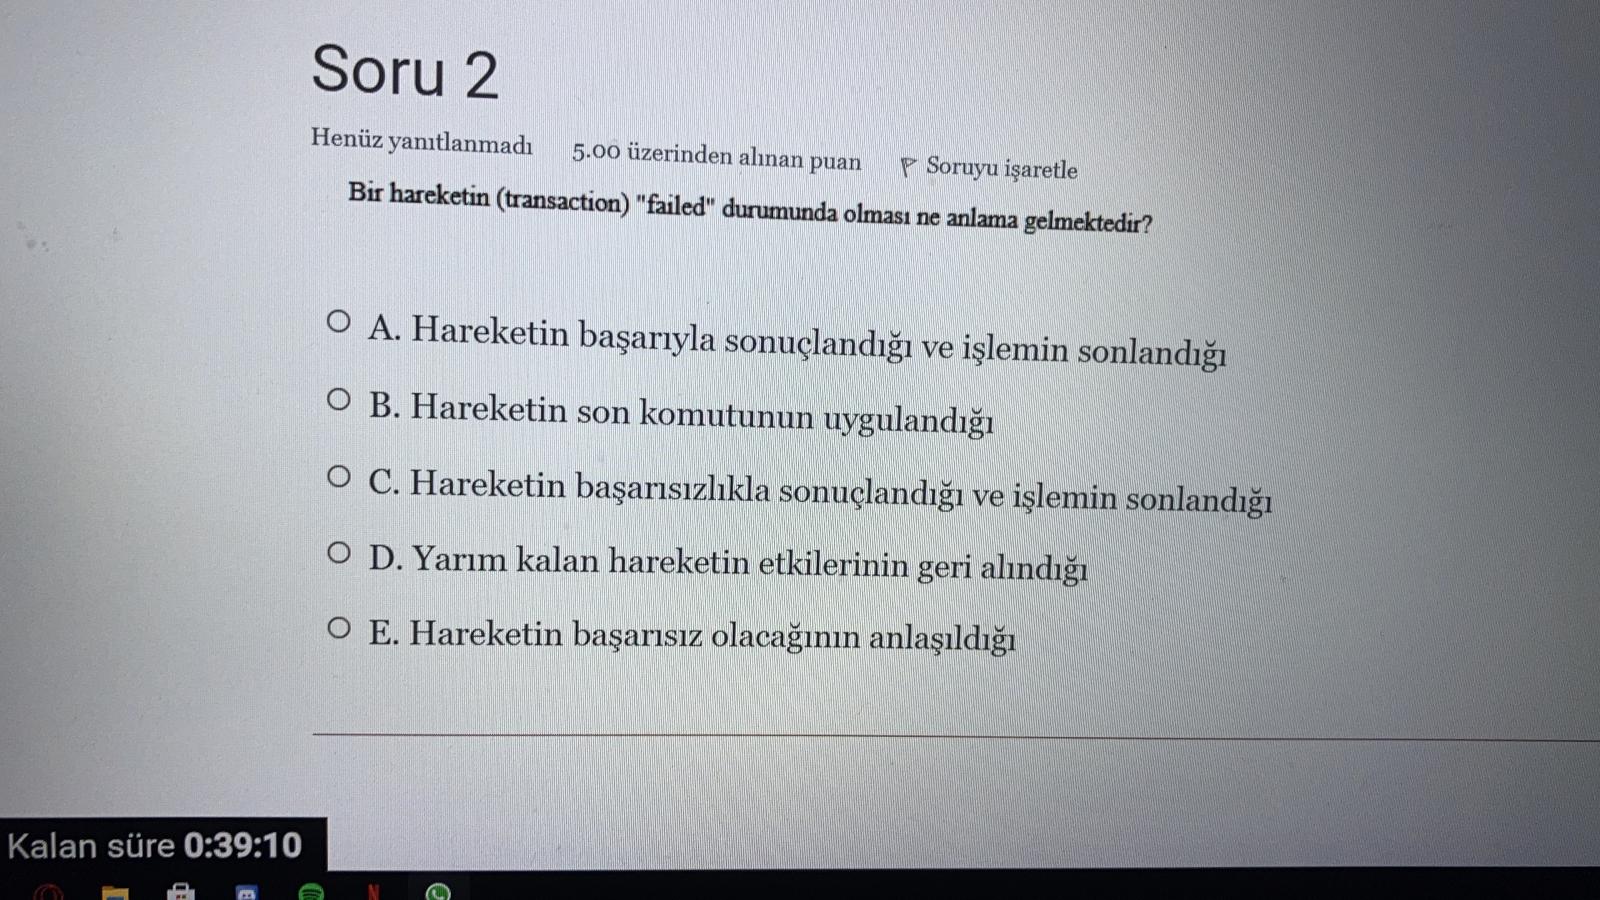 Soru 2
Henüz yanıtlanmadı 5.00 üzerinden alınan puan Soruyu işaretle
Bir hareketin (transaction) "failed" durumunda olması ne anlama gelmektedir?
A. Hareketin başarıyla sonuçlandığı ve işlemin sonlandığı
B. Hareketin son komutunun uygulandığı
C. Hareketin başarısızlıkla sonuçlandığı ve işlemin sonlandığı
D. Yarım kalan hareketin etkilerinin geri alındığı
E. Hareketin başarısız olacağının anlaşıldığı
Kalan süre 0:39:10